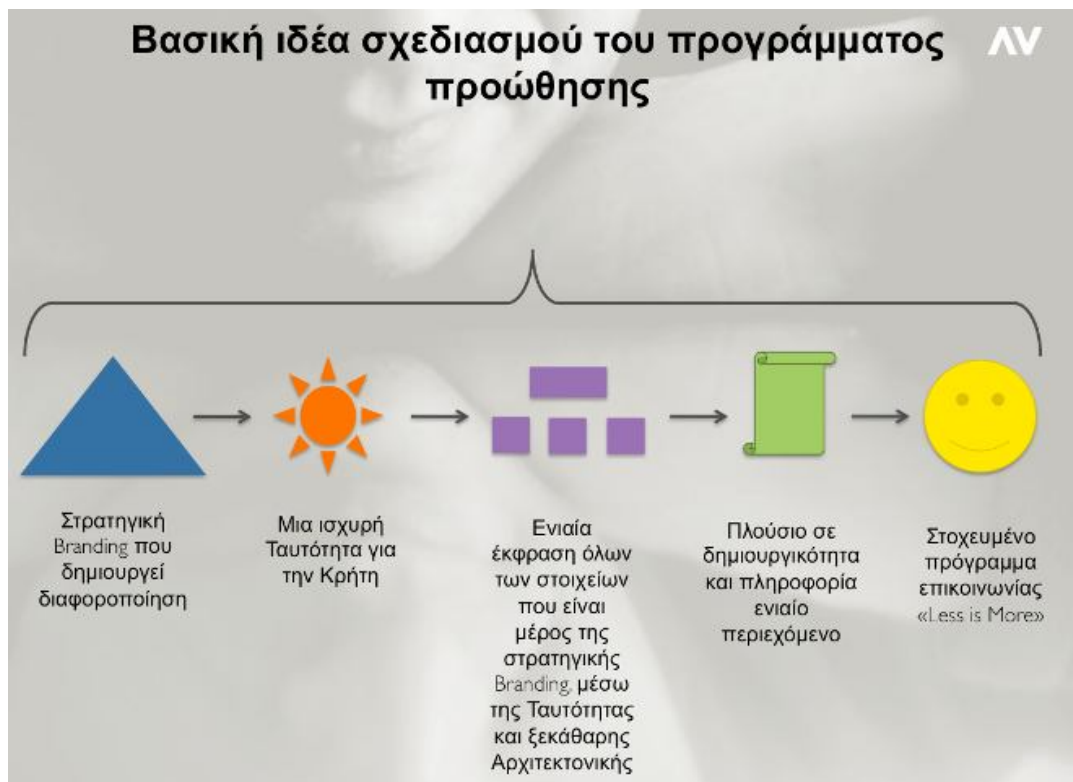 Βασική ιδέα σχεδιασμού του προγράμματος
προώθησης
ΛV
Στρατηγική
Branding που
δημιουργεί
διαφοροποίηση
Μια ισχυρή
Ταυτότητα για
την Κρήτη
Ενιαία
έκφραση όλων
των στοιχείων
που είναι
μέρος της
στρατηγικής
Branding, μέσω
της Ταυτότητας
και ξεκάθαρης
Αρχιτεκτονικής
Πλούσιο σε
δημιουργικότητα
και πληροφορία
ενιαίο
περιεχόμενο
Στοχευμένο
πρόγραμμα
επικοινωνίας
«Less is More»